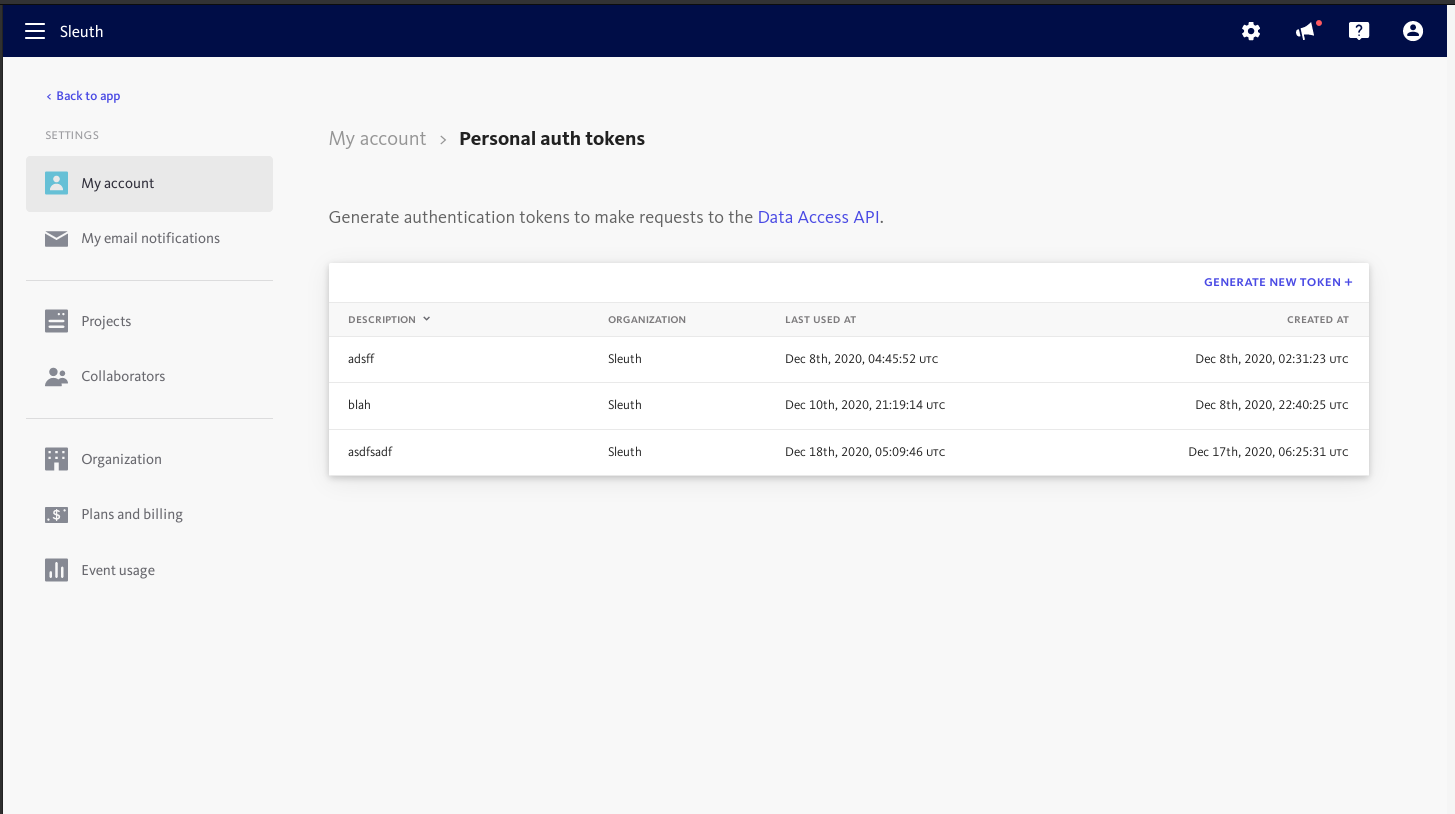 Sleuth
‹ Back to app
SETTINGS
My account
My email notifications
Projects
Collaborators
Organization
Plans and billing
Event usage
My account › Personal auth tokens
Generate authentication tokens to make requests to the Data Access API.
GENERATE NEW TOKEN +
DESCRIPTION ORGANIZATION LAST USED AT CREATED AT
adsff Sleuth Dec 8th, 2020, 04:45:52 UTC Dec 8th, 2020, 02:31:23 UTC
blah Sleuth Dec 10th, 2020, 21:19:14 UTC Dec 8th, 2020, 22:40:25 UTC
asdfsadf Sleuth Dec 18th, 2020, 05:09:46 UTC Dec 17th, 2020, 06:25:31 UTC